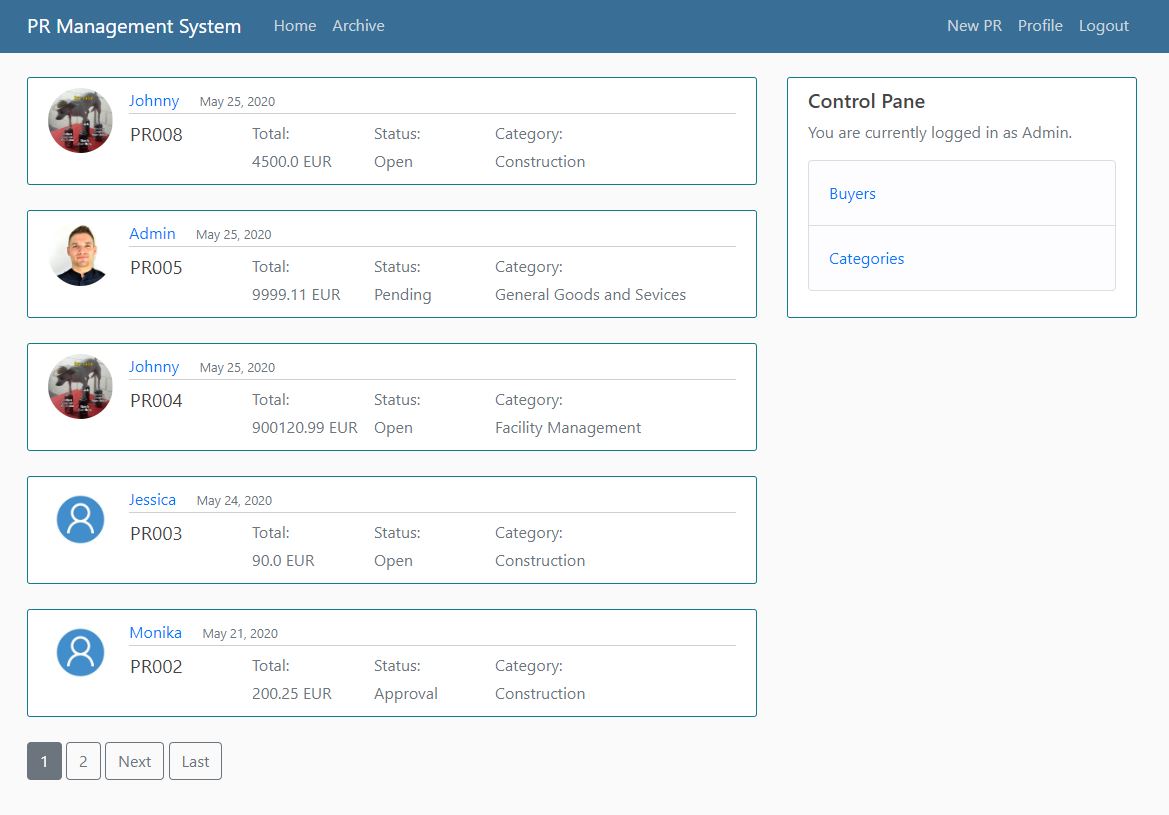 PR Management System Home Archive New PR Profile Logout
Johnny May 25, 2020
PR008 Total: Status: Category:
4500.0 EUR Open Construction
Admin May 25, 2020
PR005 Total: Status: Category:
9999.11 EUR Pending General Goods and Sevices
Johnny May 25, 2020
PR004 Total: Status: Category:
900120.99 EUR Open Facility Management
Jessica May 24, 2020
PR003 Total: Status: Category:
90.0 EUR Open Construction
Monika May 21, 2020
PR002 Total: Status: Category:
200.25 EUR Approval Construction
1 2 Next Last
Control Pane
You are currently logged in as Admin.
Buyers
Categories